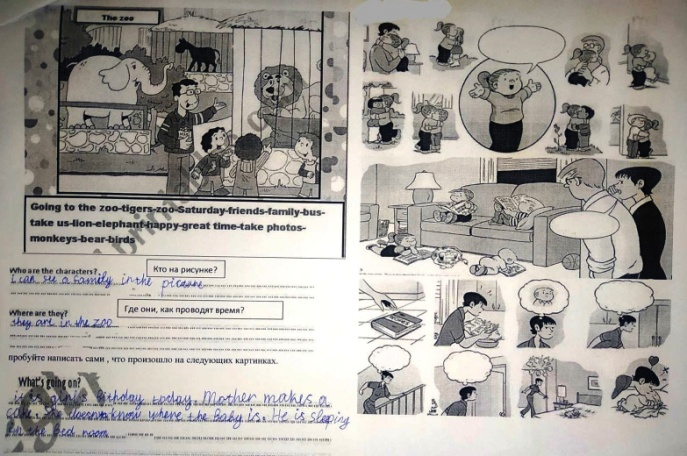 The zoo
Going to the zoo-tigers-zoo-Saturday-friends-family-bus-
take us-lion-elephant-happy-great time-take photos-
monkeys-bear-birds
Who are the characters?
Кто на рисунке?
I can see a family in the
Where are they?
Где они, как проводят время?
they are in the zoo
пробуйте написать сами , что произошло на следующих картинках.
What's going on?
girl's Bithday today. Mother makes a
cake. She doesn't know where the Baby is. He is sleeping
in the Bed room